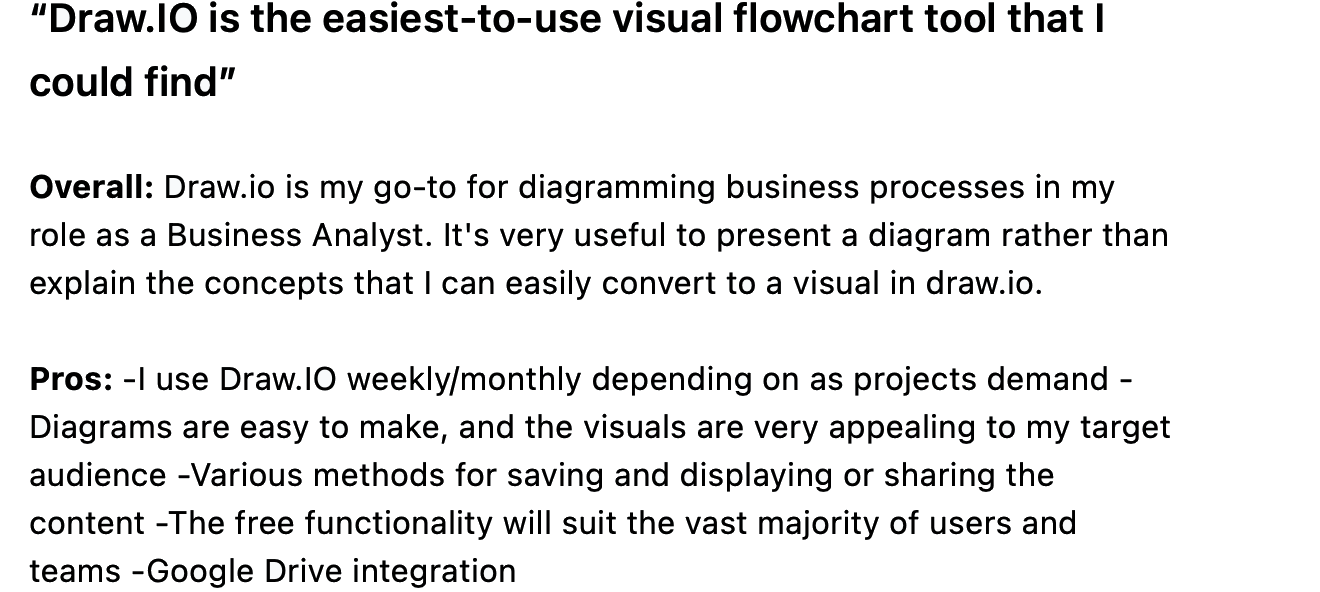 “Draw.IO is the easiest-to-use visual flowchart tool that I
could find”
Overall: Draw.io is my go-to for diagramming business processes in my
role as a Business Analyst. It's very useful to present a diagram rather than
explain the concepts that I can easily convert to a visual in draw.io.
Pros: -I use Draw.IO weekly/monthly depending on as projects demand -
Diagrams are easy to make, and the visuals are very appealing to my target
audience -Various methods for saving and displaying or sharing the
content -The free functionality will suit the vast majority of users and
teams -Google Drive integration